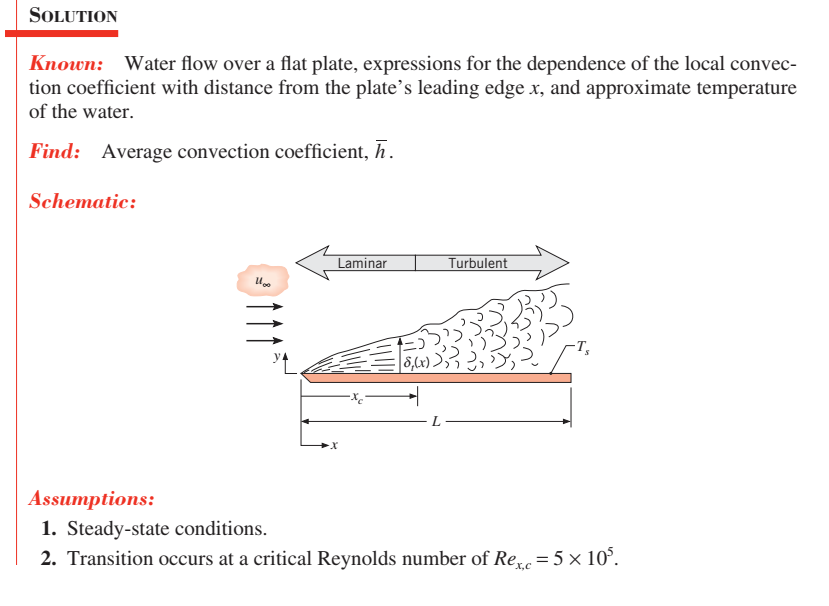 SOLUTION
Known: Water flow over a flat plate, expressions for the dependence of the local convec-
tion coefficient with distance from the plate's leading edge x, and approximate temperature
of the water.
Find: Average convection coefficient, h̅.
Schematic:
Laminar Turbulent
u∞
y
δt(x)
Ts
xc
L
x
Assumptions:
1. Steady-state conditions.
2. Transition occurs at a critical Reynolds number of Rex,c = 5 × 10⁵.